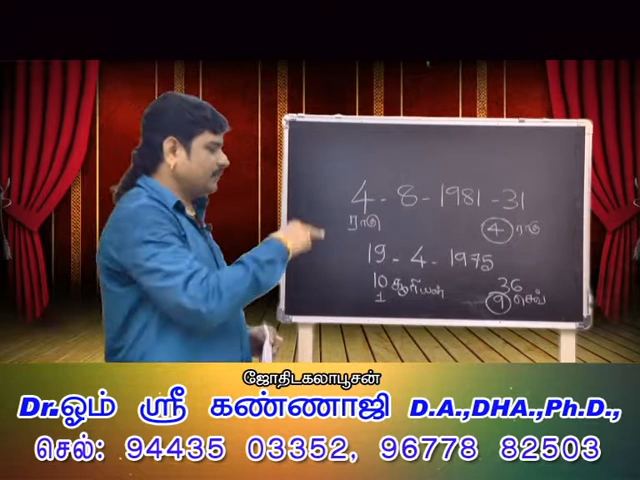 4 - 8 - 1981 - 31
ராகு 4 ராகு
19 - 4 - 1975
10 சூரியன் 36
1 9 செவ்
ஜோதிடகலாபூசன்
Dr.ஓம் ஸ்ரீ கண்ணாஜி D.A.,DHA.,Ph.D.,
செல்: 94435 03352, 96778 82503